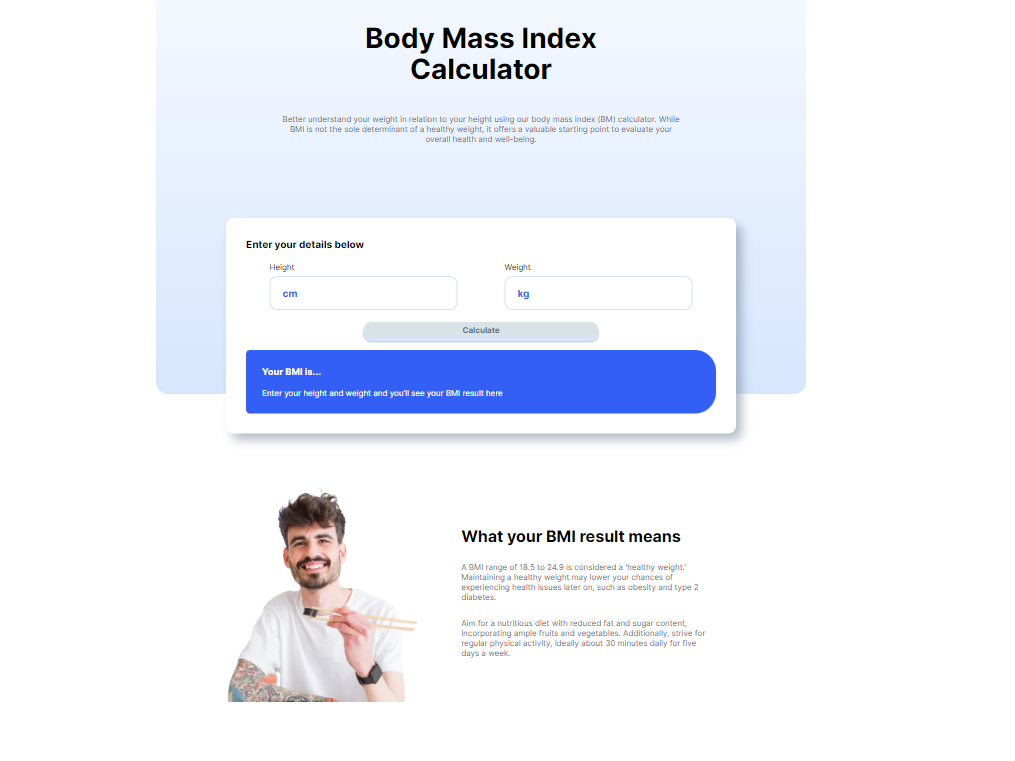 Body Mass Index
Calculator
Better understand your weight in relation to your height using our body mass index (BM) calculator. While
BMI is not the sole determinant of a healthy weight, it offers a valuable starting point to evaluate your
overall health and well-being.
Enter your details below
Height
Weight
cm
kg
Calculate
Your BMI is...
Enter your height and weight and you'll see your BMI result here
What your BMI result means
A BMI range of 18.5 to 24.9 is considered a 'healthy weight.'
Maintaining a healthy weight may lower your chances of
experiencing health issues later on, such as obesity and type 2
diabetes.
Aim for a nutritious diet with reduced fat and sugar content,
incorporating ample fruits and vegetables. Additionally, strive for
regular physical activity, ideally about 30 minutes daily for five
days a week.